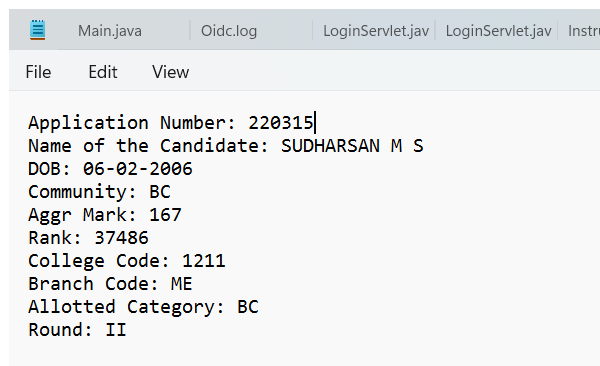 Main.java Oidc.log LoginServlet.jav LoginServlet.jav Instru
File Edit View
Application Number: 220315
Name of the Candidate: SUDHARSAN M S
DOB: 06-02-2006
Community: BC
Aggr Mark: 167
Rank: 37486
College Code: 1211
Branch Code: ME
Allotted Category: BC
Round: II